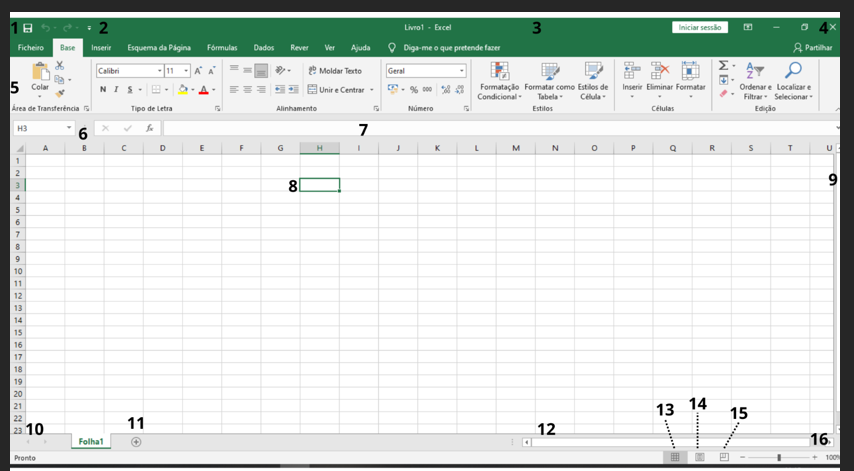 1 2 Livro1 - Excel 3 Iniciar sessão 4
Ficheiro Base Inserir Esquema da Página Fórmulas Dados Rever Ver Ajuda Diga-me o que pretende fazer Partilhar
5 Colar Calibri 11 A A Moldar Texto Geral Formatação Condicional Formatar como Tabela Estilos de Célula Inserir Eliminar Formatar Σ Ordenar e Filtrar Localizar e Selecionar
N I S A Unir e Centrar % 000
Área de Transferência Tipo de Letra Alinhamento Número Estilos Células Edição
H3 6 fx 7
A B C D E F G H I J K L M N O P Q R S T U
1
2
3 8 9
4
5
6
7
8
9
10
11
12
13
14
15
16
17
18
19
20
21
22
23 10 11 12 13 14 15 16
Folha1
Pronto 100%